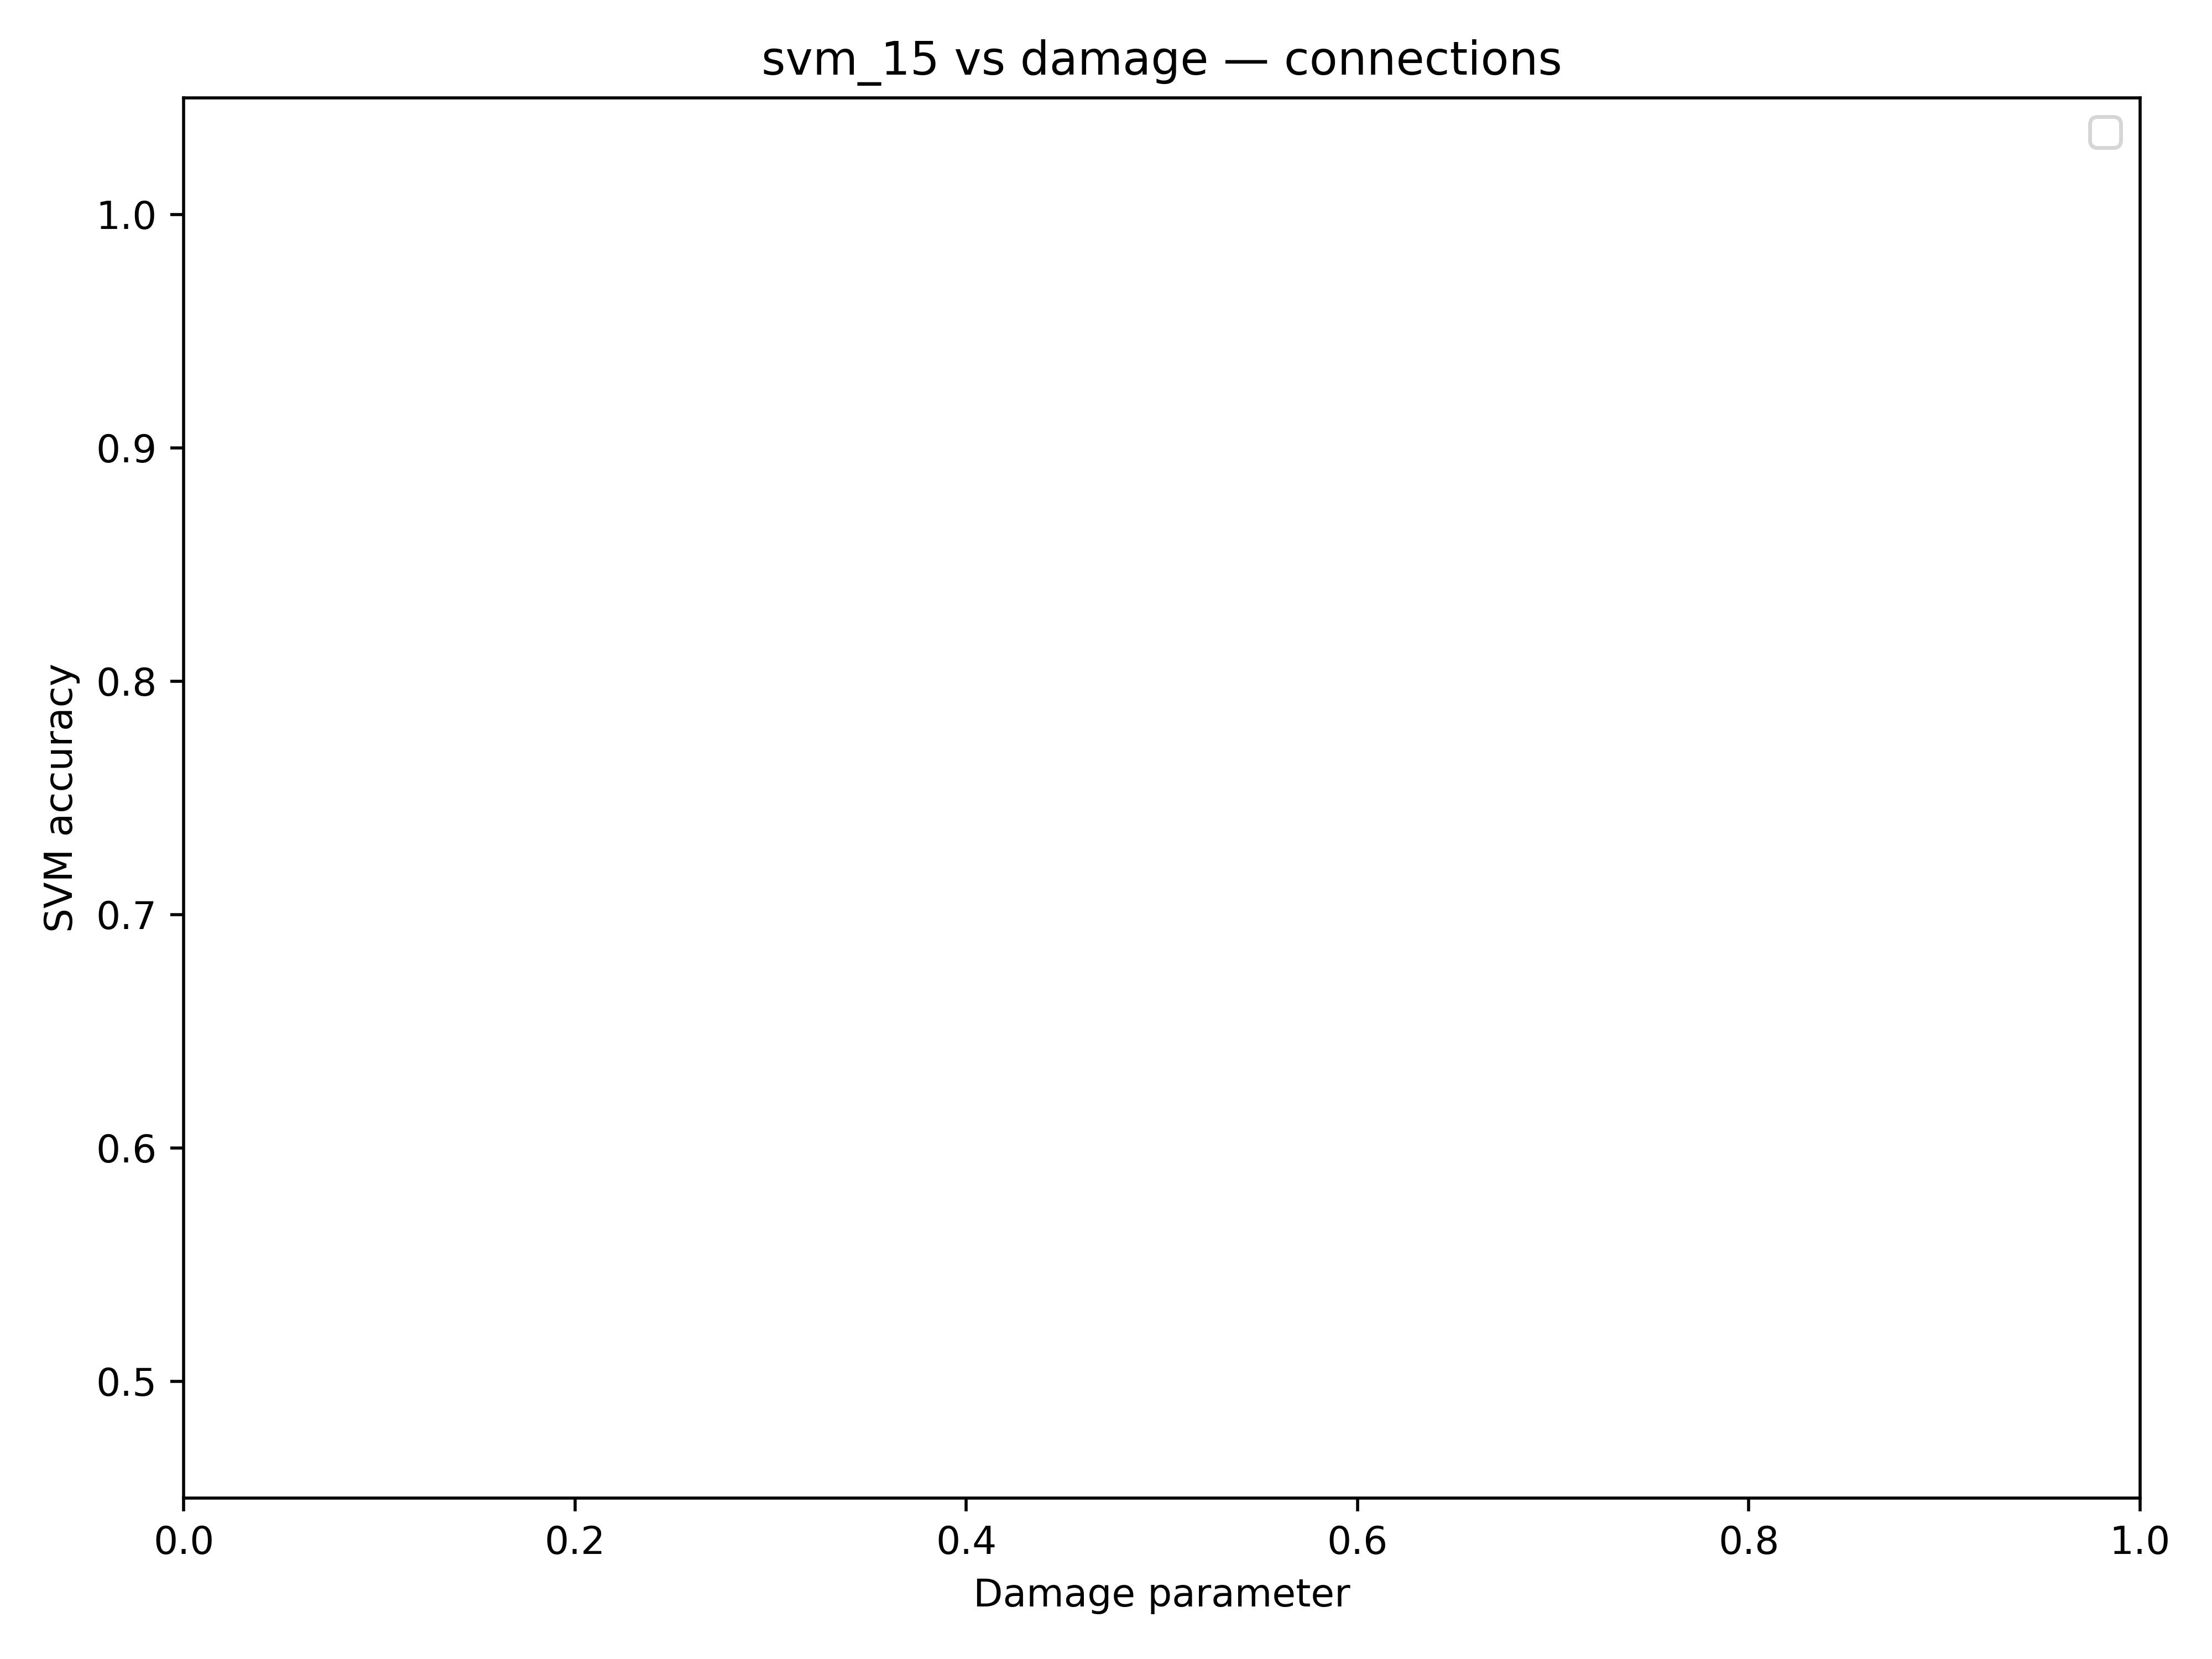 svm_15 vs damage — connections
1.0
0.9
0.8
0.7
0.6
0.5
SVM accuracy
0.0 0.2 0.4 0.6 0.8 1.0
Damage parameter